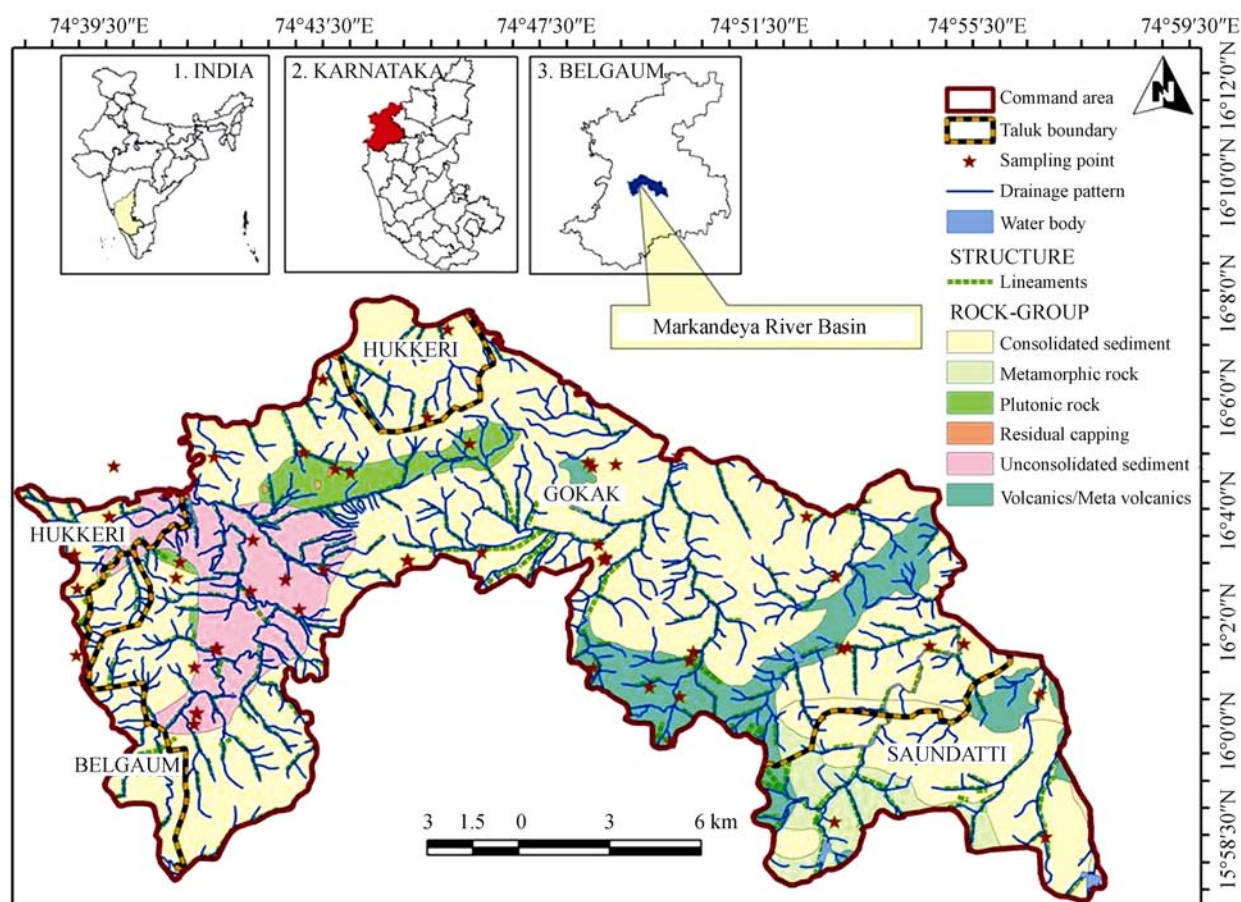 74°39'30"E 74°43'30"E 74°47'30"E 74°51'30"E 74°55'30"E 74°59'30"E
1. INDIA
2. KARNATAKA
3. BELGAUM
N
Command area
Taluk boundary
Sampling point
Drainage pattern
Water body
STRUCTURE
Lineaments
ROCK-GROUP
Consolidated sediment
Metamorphic rock
Plutonic rock
Residual capping
Unconsolidated sediment
Volcanics/Meta volcanics
Markandeya River Basin
HUKKERI
GOKAK
HUKKERI
BELGAUM
SAUNDATTI
3 1.5 0 3 6 km
16°12'0"N
16°10'0"N
16°8'0"N
16°6'0"N
16°4'0"N
16°2'0"N
16°0'0"N
15°58'30"N